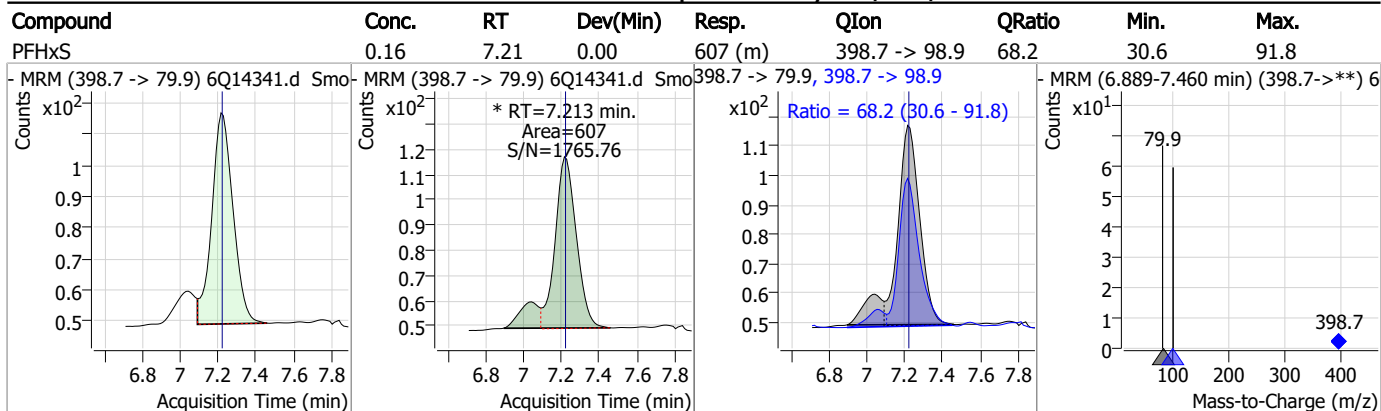 Compound Conc. RT Dev(Min) Resp. QIon QRatio Min. Max.
PFHxS 0.16 7.21 0.00 607 (m) 398.7 -> 98.9 68.2 30.6 91.8
- MRM (398.7 -> 79.9) 6Q14341.d Smo
Counts
x10²
1
0.9
0.8
0.7
0.6
0.5
6.8 7 7.2 7.4 7.6 7.8
Acquisition Time (min)
- MRM (398.7 -> 79.9) 6Q14341.d Smo
Counts
x10²
* RT=7.213 min.
Area=607
S/N=1765.76
1.2
1.1
1
0.9
0.8
0.7
0.6
0.5
6.8 7 7.2 7.4 7.6 7.8
Acquisition Time (min)
398.7 -> 79.9, 398.7 -> 98.9
Counts
x10²
Ratio = 68.2 (30.6 - 91.8)
1.1
1
0.9
0.8
0.7
0.6
0.5
6.8 7 7.2 7.4 7.6 7.8
Acquisition Time (min)
- MRM (6.889-7.460 min) (398.7->**) 6
Counts
x10¹
79.9
6
5
4
3
2
1
0
398.7
100 200 300 400
Mass-to-Charge (m/z)